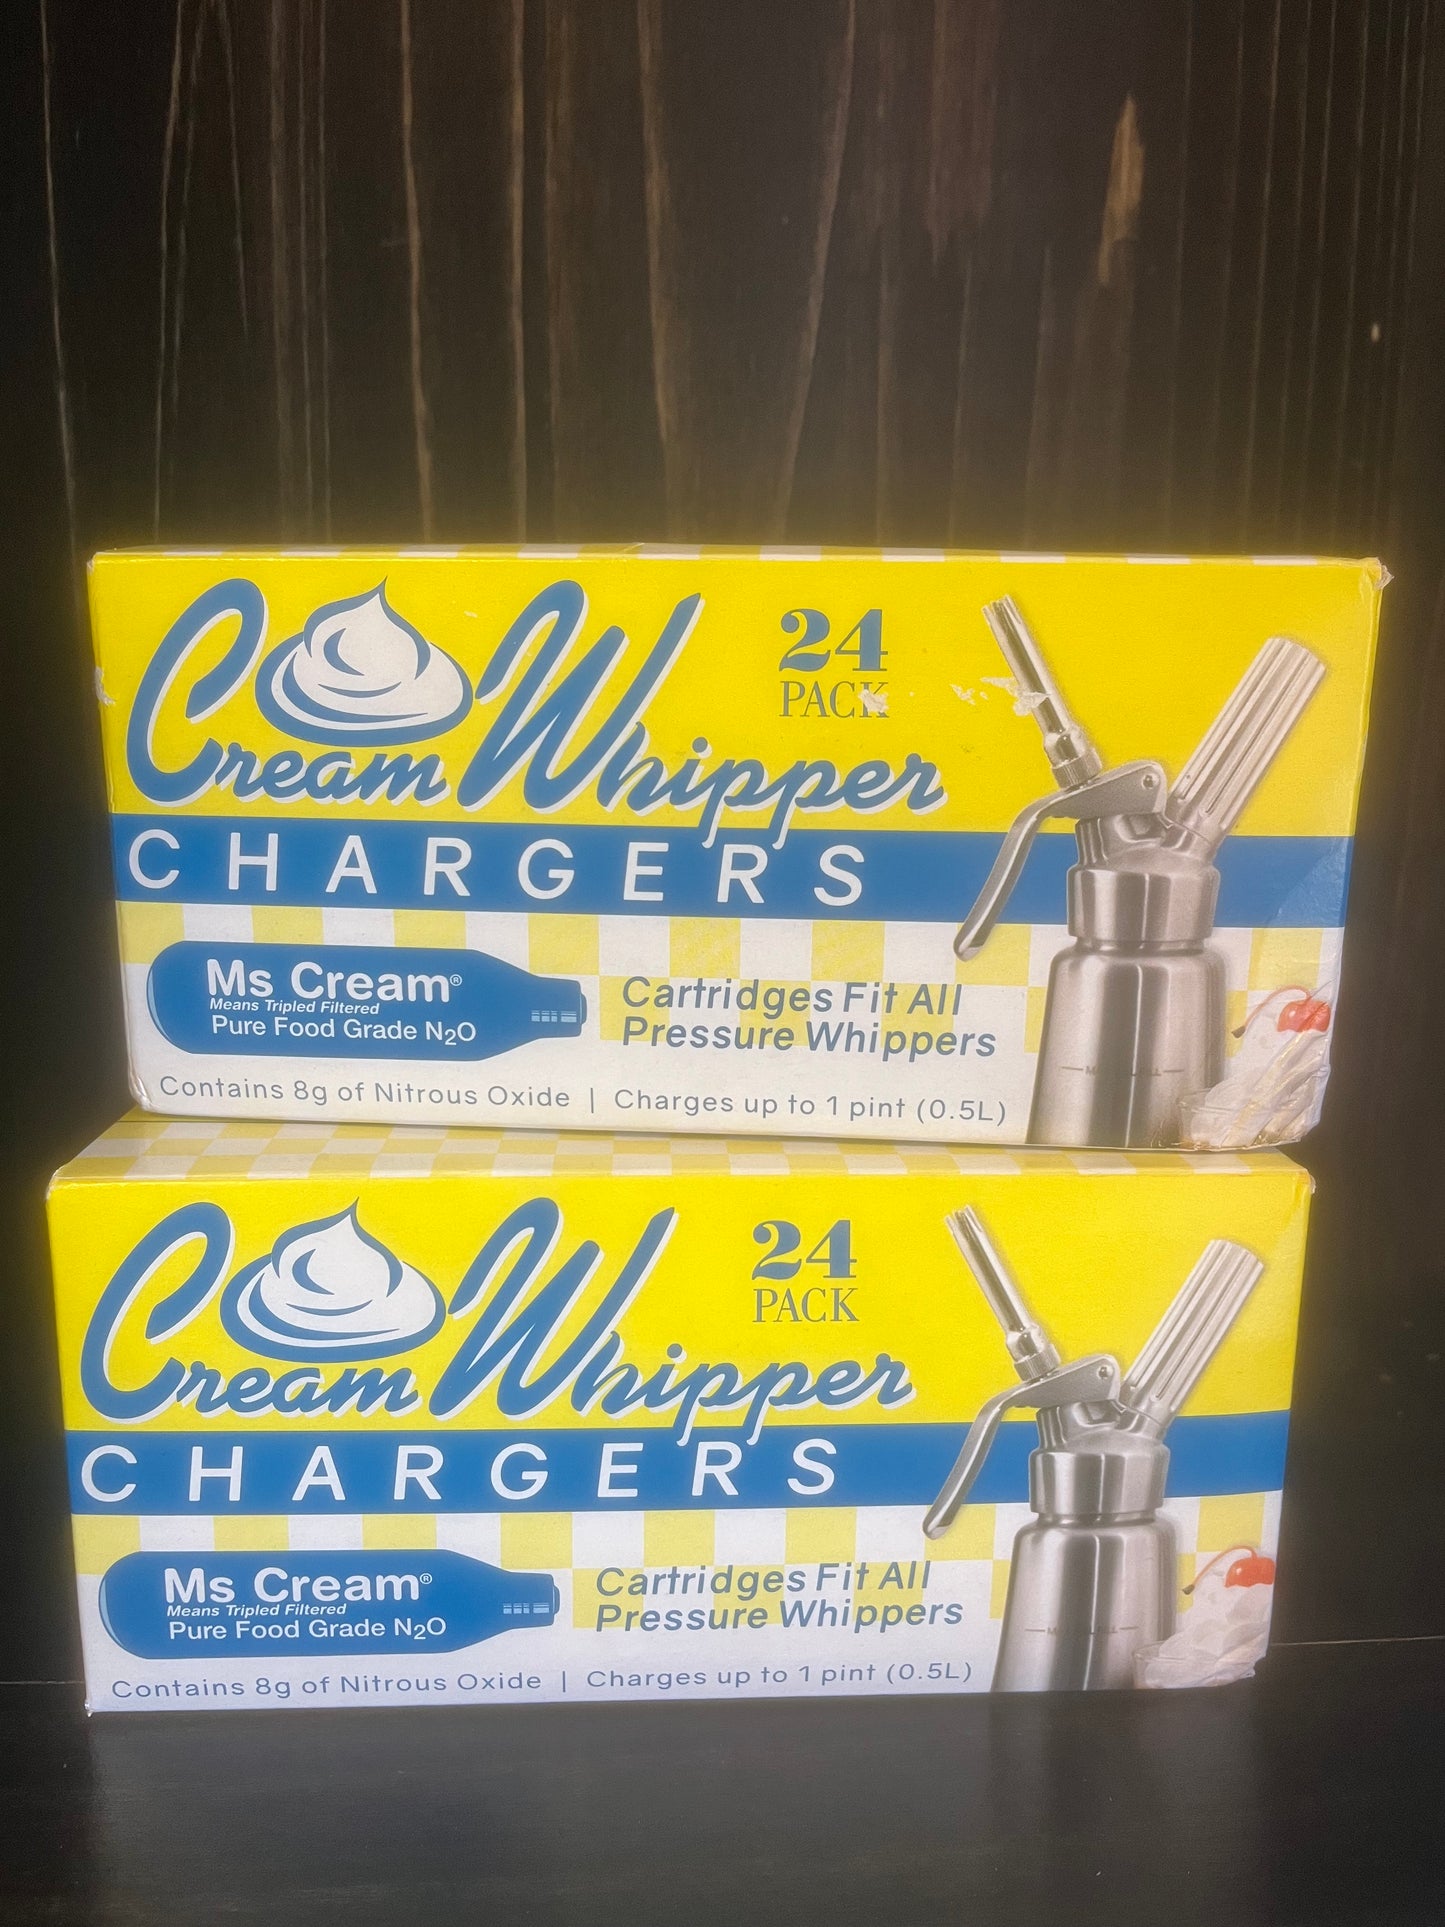 Cream Whipper
24
PACK
CHARGERS
Ms Cream®
Means Tripled Filtered
Pure Food Grade N₂O
Cartridges Fit All
Pressure Whippers
Contains 8g of Nitrous Oxide | Charges up to 1 pint (0.5L)
Cream Whipper
24
PACK
CHARGERS
Ms Cream®
Means Tripled Filtered
Pure Food Grade N₂O
Cartridges Fit All
Pressure Whippers
Contains 8g of Nitrous Oxide | Charges up to 1 pint (0.5L)